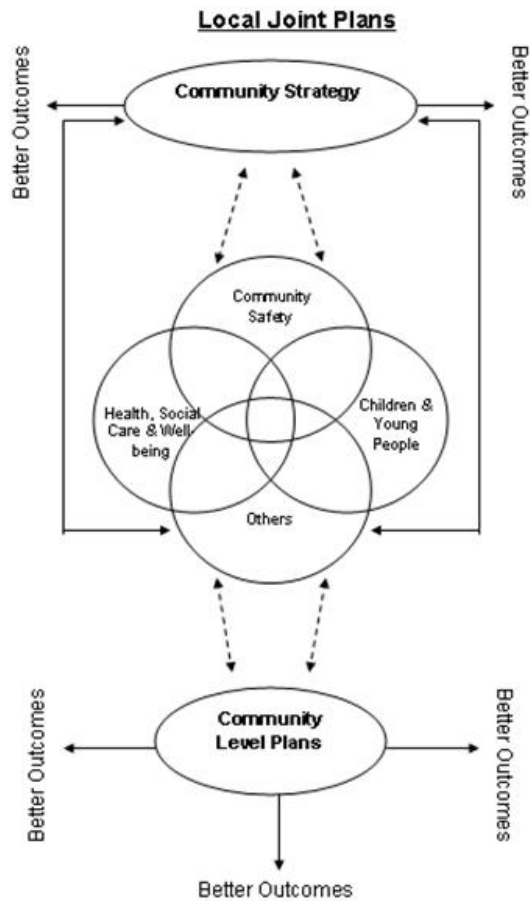 Local Joint Plans
Better Outcomes
Community Strategy
Better Outcomes
Community
Safety
Health, Social
Care & Well-
being
Children &
Young
People
Others
Better Outcomes
Community
Level Plans
Better Outcomes
Better Outcomes